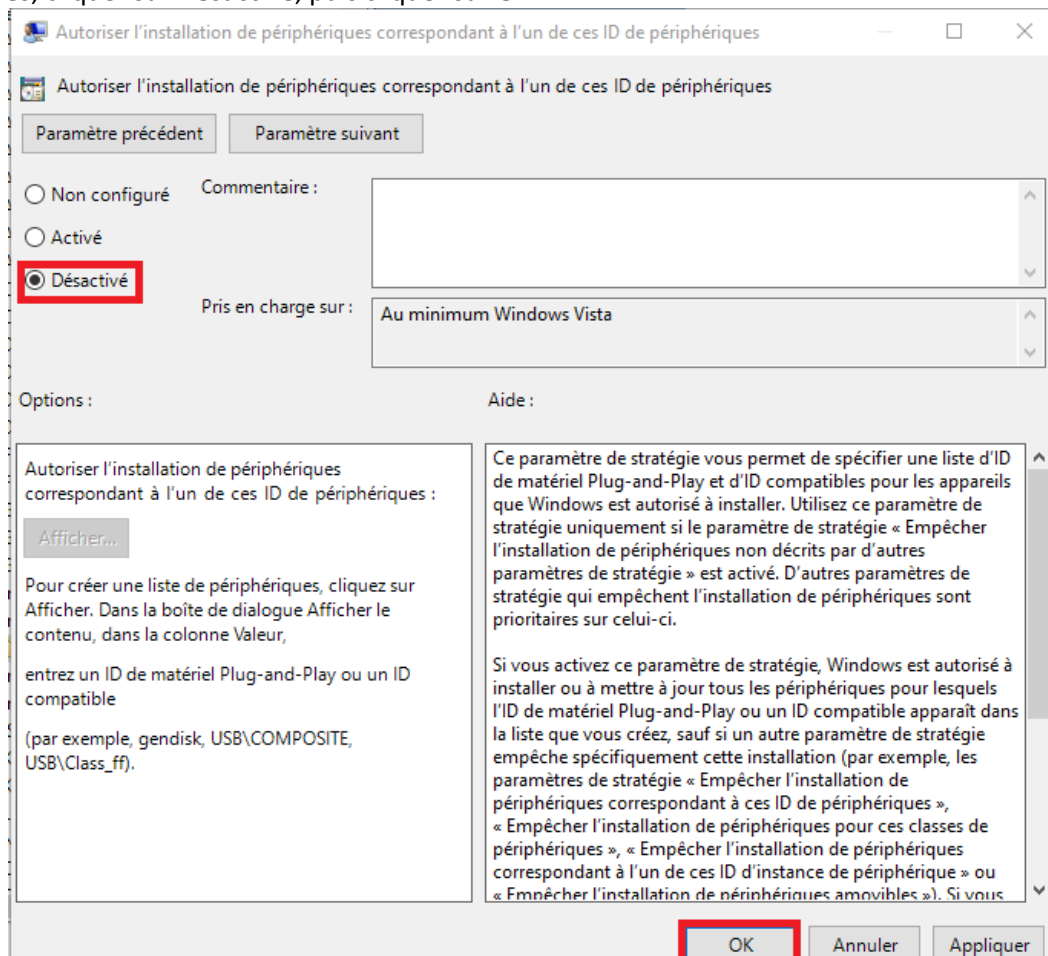 Autoriser l'installation de périphériques correspondant à l'un de ces ID de périphériques
Autoriser l'installation de périphériques correspondant à l'un de ces ID de périphériques
Paramètre précédent Paramètre suivant
Non configuré Commentaire :
Activé
Désactivé
Pris en charge sur : Au minimum Windows Vista
Options : Aide :
Autoriser l'installation de périphériques
correspondant à l'un de ces ID de périphériques :
Afficher...
Pour créer une liste de périphériques, cliquez sur
Afficher. Dans la boîte de dialogue Afficher le
contenu, dans la colonne Valeur,
entrez un ID de matériel Plug-and-Play ou un ID
compatible
(par exemple, gendisk, USB\COMPOSITE,
USB\Class_ff).
Ce paramètre de stratégie vous permet de spécifier une liste d'ID
de matériel Plug-and-Play et d'ID compatibles pour les appareils
que Windows est autorisé à installer. Utilisez ce paramètre de
stratégie uniquement si le paramètre de stratégie « Empêcher
l'installation de périphériques non décrits par d'autres
paramètres de stratégie » est activé. D'autres paramètres de
stratégie qui empêchent l'installation de périphériques sont
prioritaires sur celui-ci.
Si vous activez ce paramètre de stratégie, Windows est autorisé à
installer ou à mettre à jour tous les périphériques pour lesquels
l'ID de matériel Plug-and-Play ou un ID compatible apparaît dans
la liste que vous créez, sauf si un autre paramètre de stratégie
empêche spécifiquement cette installation (par exemple, les
paramètres de stratégie « Empêcher l'installation de
périphériques correspondant à ces ID de périphériques »,
« Empêcher l'installation de périphériques pour ces classes de
périphériques », « Empêcher l'installation de périphériques
correspondant à l'un de ces ID d'instance de périphérique » ou
« Empêcher l'installation de périphériques amovibles »). Si vous
OK Annuler Appliquer